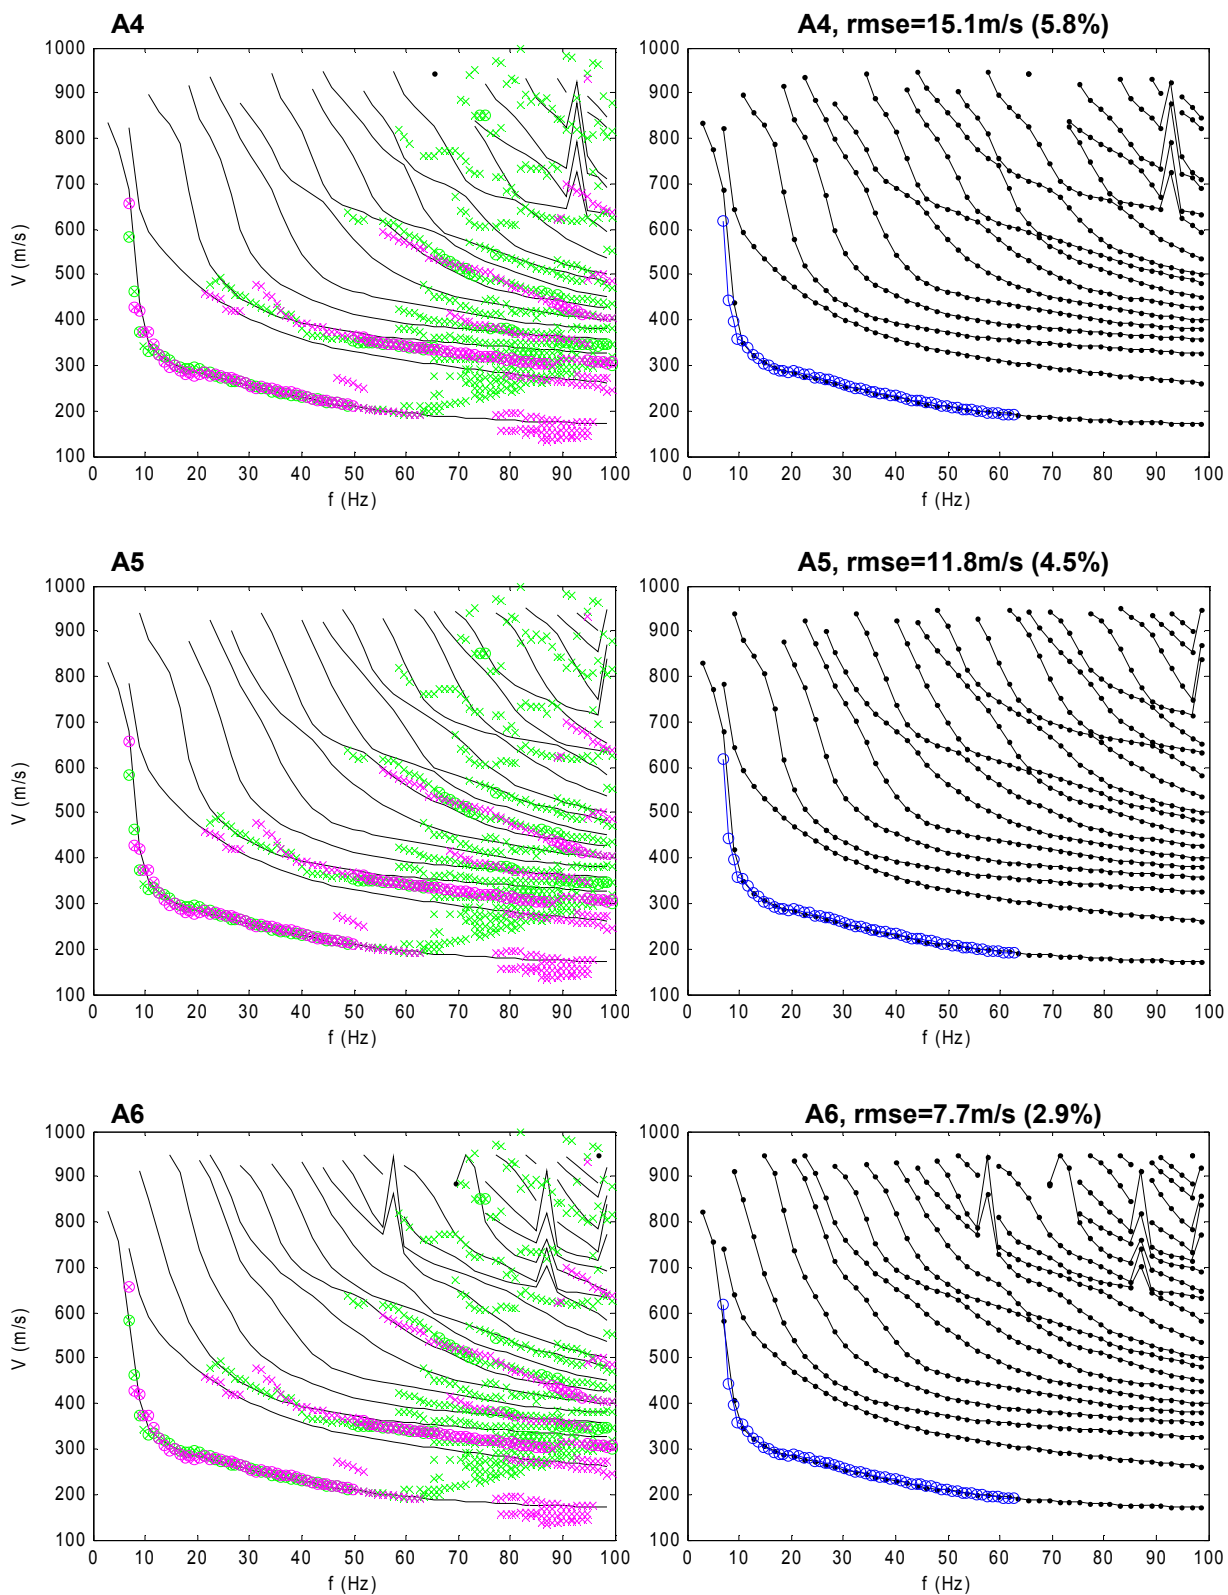 A4
A4, rmse=15.1m/s (5.8%)
1000 900 800 700 600 500 400 300 200 100
V (m/s)
0 10 20 30 40 50 60 70 80 90 100
f (Hz)
1000 900 800 700 600 500 400 300 200 100
0 10 20 30 40 50 60 70 80 90 100
f (Hz)
A5
A5, rmse=11.8m/s (4.5%)
1000 900 800 700 600 500 400 300 200 100
V (m/s)
0 10 20 30 40 50 60 70 80 90 100
f (Hz)
1000 900 800 700 600 500 400 300 200 100
0 10 20 30 40 50 60 70 80 90 100
f (Hz)
A6
A6, rmse=7.7m/s (2.9%)
1000 900 800 700 600 500 400 300 200 100
V (m/s)
0 10 20 30 40 50 60 70 80 90 100
f (Hz)
1000 900 800 700 600 500 400 300 200 100
0 10 20 30 40 50 60 70 80 90 100
f (Hz)